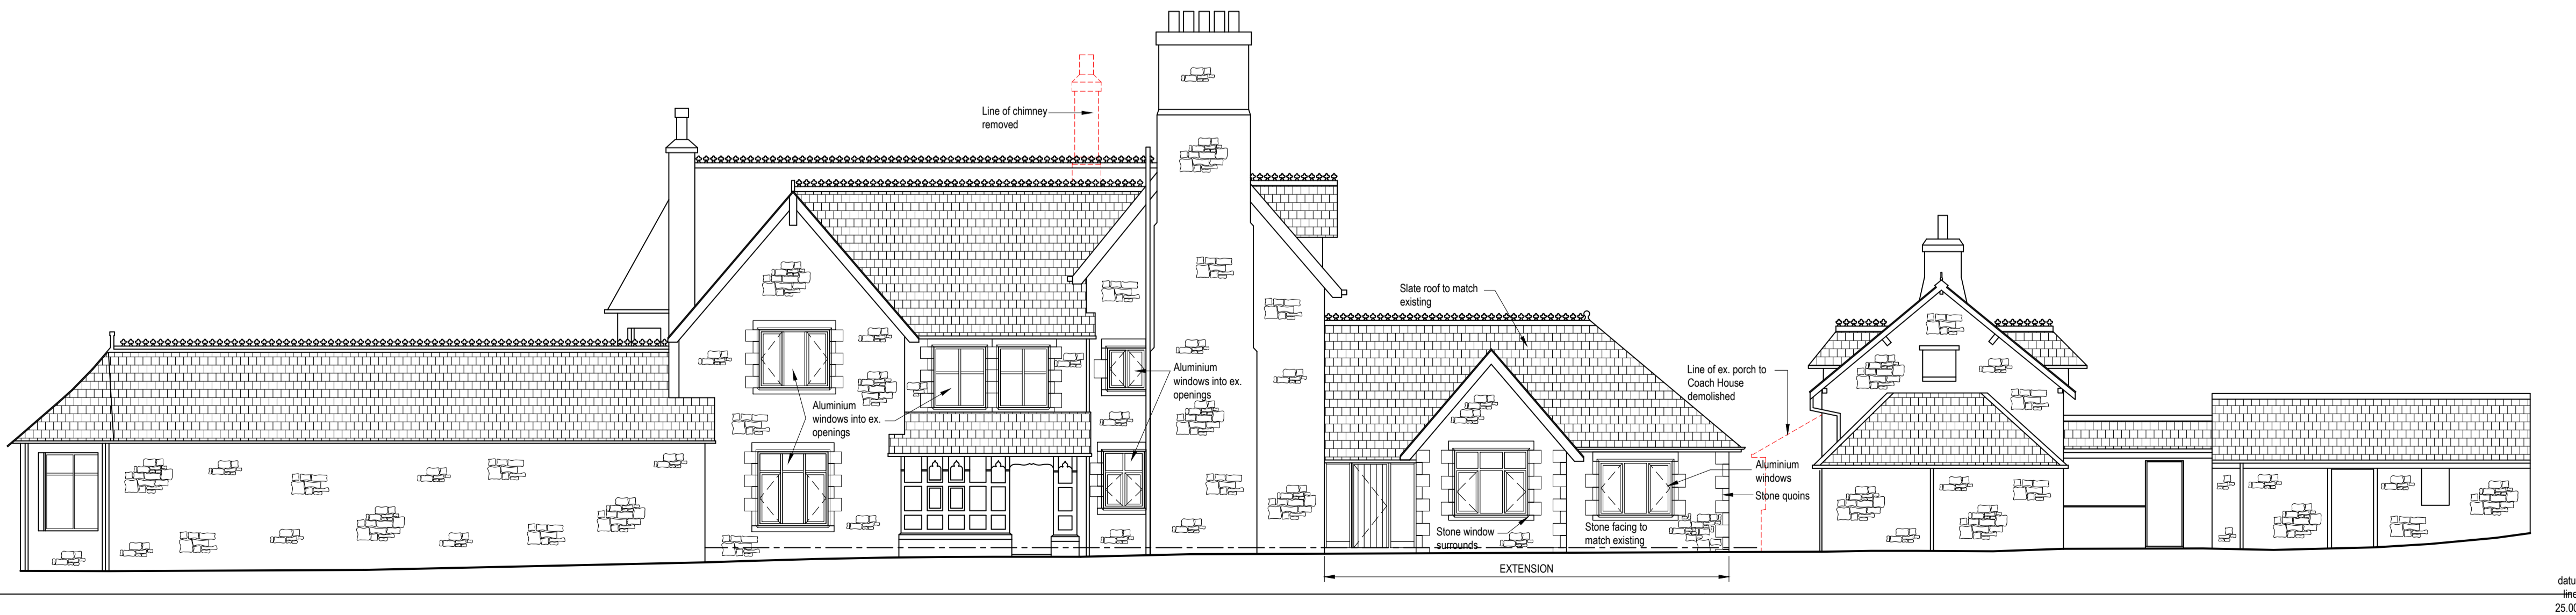 Line of chimney
removed
Slate roof to match
existing
Line of ex. porch to
Coach House
demolished
Aluminium
windows into ex.
openings
Aluminium
windows into ex.
openings
Aluminium
windows
Stone quoins
Stone window
surrounds
Stone facing to
match existing
EXTENSION
datu
line
25.00